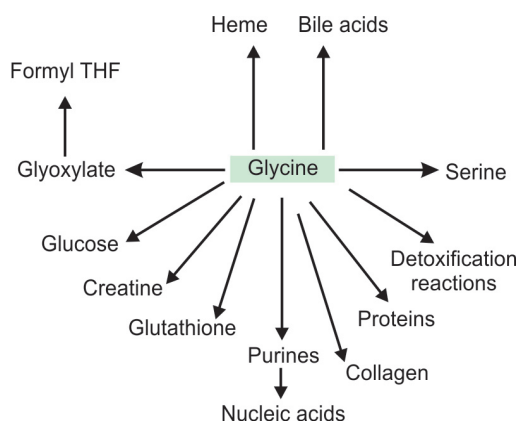 Heme
Bile acids
Formyl THF
Glyoxylate
Glycine
Serine
Glucose
Detoxification
reactions
Creatine
Proteins
Glutathione
Purines
Collagen
Nucleic acids